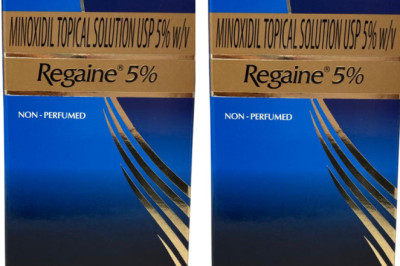 MINOXIDIL TOPICAL SOLUTION USP 5% w/v
Regaine® 5%
NON - PERFUMED
MINOXIDIL TOPICAL SOLUTION USP 5% w/v
Regaine® 5%
NON - PERFUMED